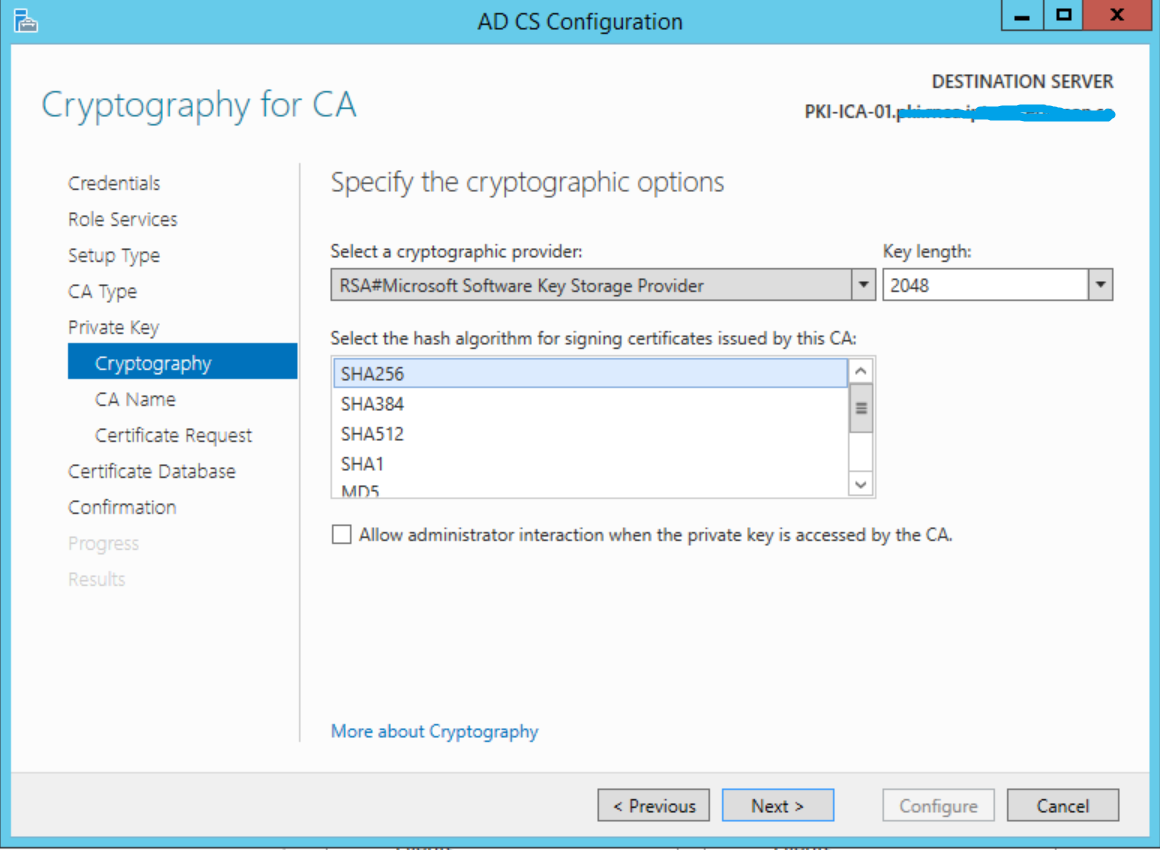 AD CS Configuration
Cryptography for CA
DESTINATION SERVER
PKI-ICA-01.
Credentials
Role Services
Setup Type
CA Type
Private Key
Cryptography
CA Name
Certificate Request
Certificate Database
Confirmation
Progress
Results
Specify the cryptographic options
Select a cryptographic provider: Key length:
RSA#Microsoft Software Key Storage Provider 2048
Select the hash algorithm for signing certificates issued by this CA:
SHA256
SHA384
SHA512
SHA1
MD5
Allow administrator interaction when the private key is accessed by the CA.
More about Cryptography
< Previous Next > Configure Cancel